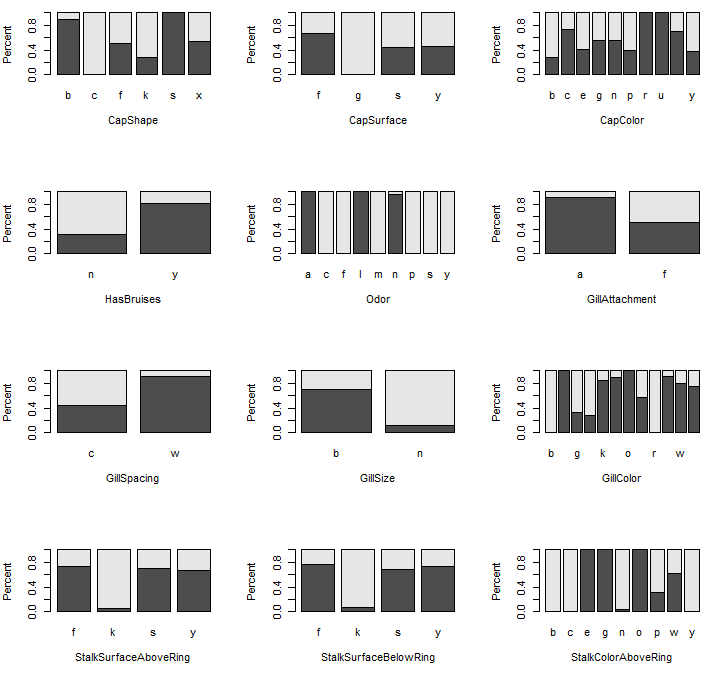 Percent 0.0 0.4 0.8
b c f k s x
CapShape
Percent 0.0 0.4 0.8
f g s y
CapSurface
Percent 0.0 0.4 0.8
b c e g n p r u y
CapColor
Percent 0.0 0.4 0.8
n y
HasBruises
Percent 0.0 0.4 0.8
a c f l m n p s y
Odor
Percent 0.0 0.4 0.8
a f
GillAttachment
Percent 0.0 0.4 0.8
c w
GillSpacing
Percent 0.0 0.4 0.8
b n
GillSize
Percent 0.0 0.4 0.8
b g k o r w
GillColor
Percent 0.0 0.4 0.8
f k s y
StalkSurfaceAboveRing
Percent 0.0 0.4 0.8
f k s y
StalkSurfaceBelowRing
Percent 0.0 0.4 0.8
b c e g n o p w y
StalkColorAboveRing